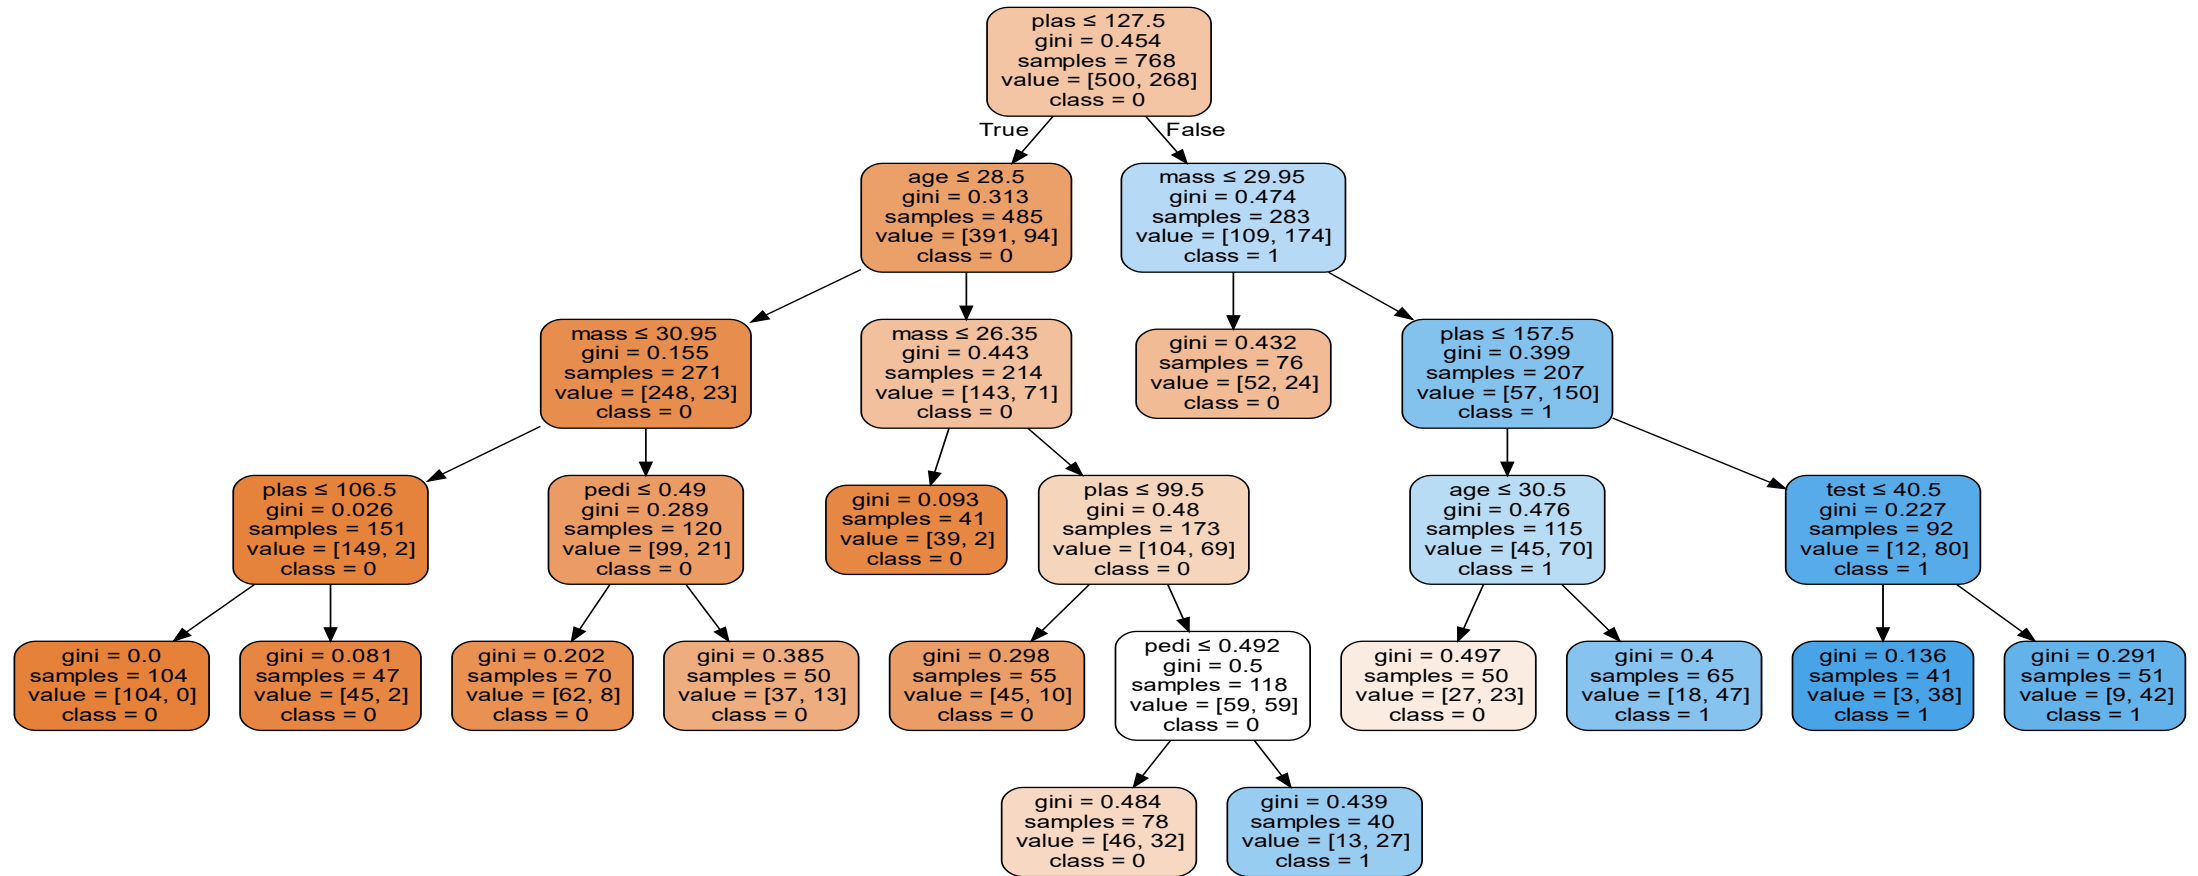 plas ≤ 127.5
gini = 0.454
samples = 768
value = [500, 268]
class = 0
True
False
age ≤ 28.5
gini = 0.313
samples = 485
value = [391, 94]
class = 0
mass ≤ 29.95
gini = 0.474
samples = 283
value = [109, 174]
class = 1
mass ≤ 30.95
gini = 0.155
samples = 271
value = [248, 23]
class = 0
mass ≤ 26.35
gini = 0.443
samples = 214
value = [143, 71]
class = 0
gini = 0.432
samples = 76
value = [52, 24]
class = 0
plas ≤ 157.5
gini = 0.399
samples = 207
value = [57, 150]
class = 1
plas ≤ 106.5
gini = 0.026
samples = 151
value = [149, 2]
class = 0
pedi ≤ 0.49
gini = 0.289
samples = 120
value = [99, 21]
class = 0
gini = 0.093
samples = 41
value = [39, 2]
class = 0
plas ≤ 99.5
gini = 0.48
samples = 173
value = [104, 69]
class = 0
age ≤ 30.5
gini = 0.476
samples = 115
value = [45, 70]
class = 1
test ≤ 40.5
gini = 0.227
samples = 92
value = [12, 80]
class = 1
gini = 0.0
samples = 104
value = [104, 0]
class = 0
gini = 0.081
samples = 47
value = [45, 2]
class = 0
gini = 0.202
samples = 70
value = [62, 8]
class = 0
gini = 0.385
samples = 50
value = [37, 13]
class = 0
gini = 0.298
samples = 55
value = [45, 10]
class = 0
pedi ≤ 0.492
gini = 0.5
samples = 118
value = [59, 59]
class = 0
gini = 0.497
samples = 50
value = [27, 23]
class = 0
gini = 0.4
samples = 65
value = [18, 47]
class = 1
gini = 0.136
samples = 41
value = [3, 38]
class = 1
gini = 0.291
samples = 51
value = [9, 42]
class = 1
gini = 0.484
samples = 78
value = [46, 32]
class = 0
gini = 0.439
samples = 40
value = [13, 27]
class = 1